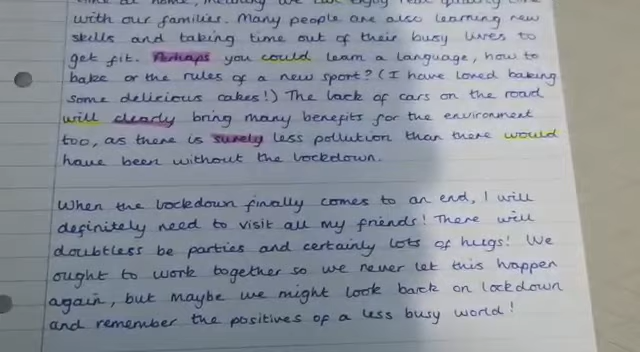 time at home, meaning we can enjoy real quality time
with our families. Many people are also learning new
skills and taking time out of their busy lives to
get fit. Perhaps you could learn a language, how to
bake or the rules of a new sport? (I have loved baking
some delicious cakes!) The lack of cars on the road
will clearly bring many benefits for the environment
too, as there is surely less pollution than there would
have been without the lockdown.
When the lockdown finally comes to an end, I will
definitely need to visit all my friends! There will
doubtless be parties and certainly lots of hugs! We
ought to work together so we never let this happen
again, but maybe we might look back on lockdown
and remember the positives of a less busy world!